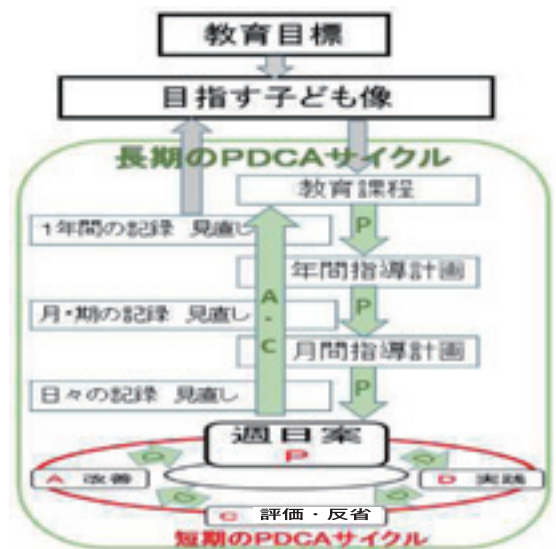 教育目標
目指す子ども像
長期のPDCAサイクル
教育課程
P
1年間の記録 見直し
年間指導計画
P
月・期の記録 見直し
A・C
月間指導計画
P
日々の記録 見直し
週日案
P
A 改善
D 実践
C 評価・反省
短期のPDCAサイクル